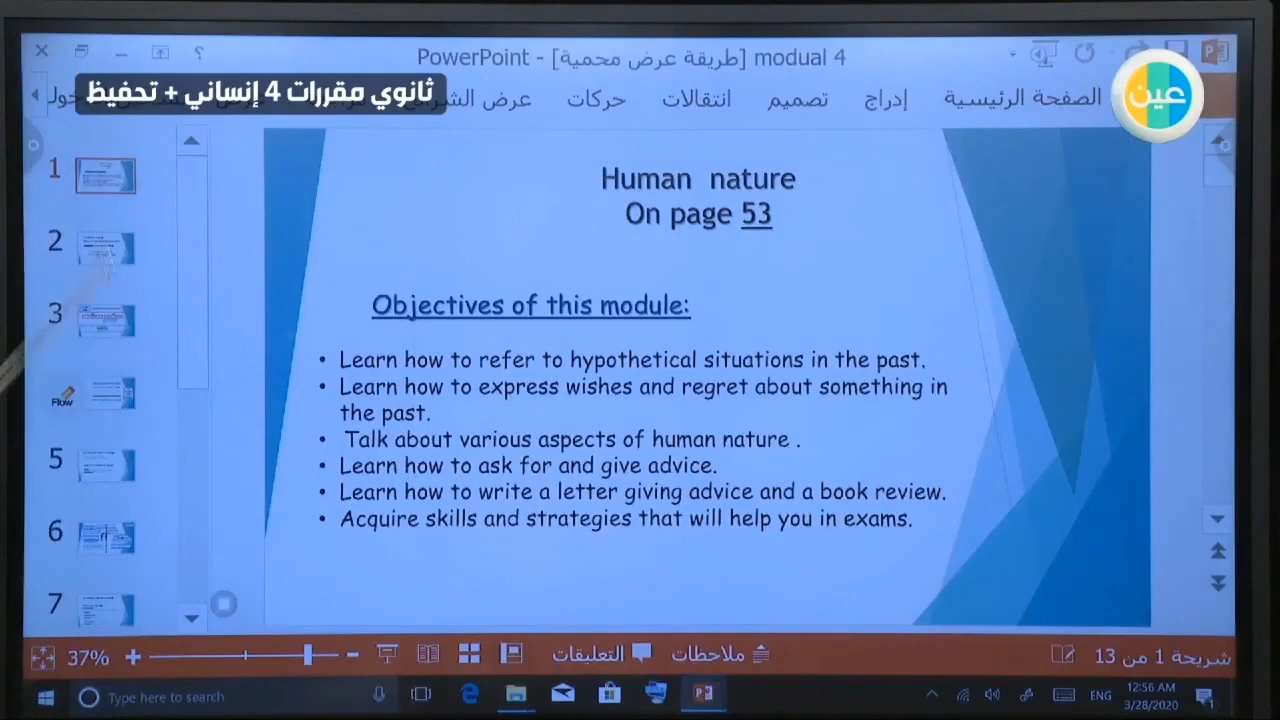 PowerPoint - [طريقة عرض محمية] modual 4
ثانوي مقررات 4 إنساني + تحفيظ
الصفحة الرئيسية
إدراج
تصميم
انتقالات
حركات
عرض
عين
Human nature
On page 53
Objectives of this module:
• Learn how to refer to hypothetical situations in the past.
• Learn how to express wishes and regret about something in
the past.
• Talk about various aspects of human nature .
• Learn how to ask for and give advice.
• Learn how to write a letter giving advice and a book review.
• Acquire skills and strategies that will help you in exams.
1
2
3
Flow
5
6
7
شريحة 1 من 13
ملاحظات
التعليقات
37%
Type here to search
ENG
12:56 AM
3/28/2020